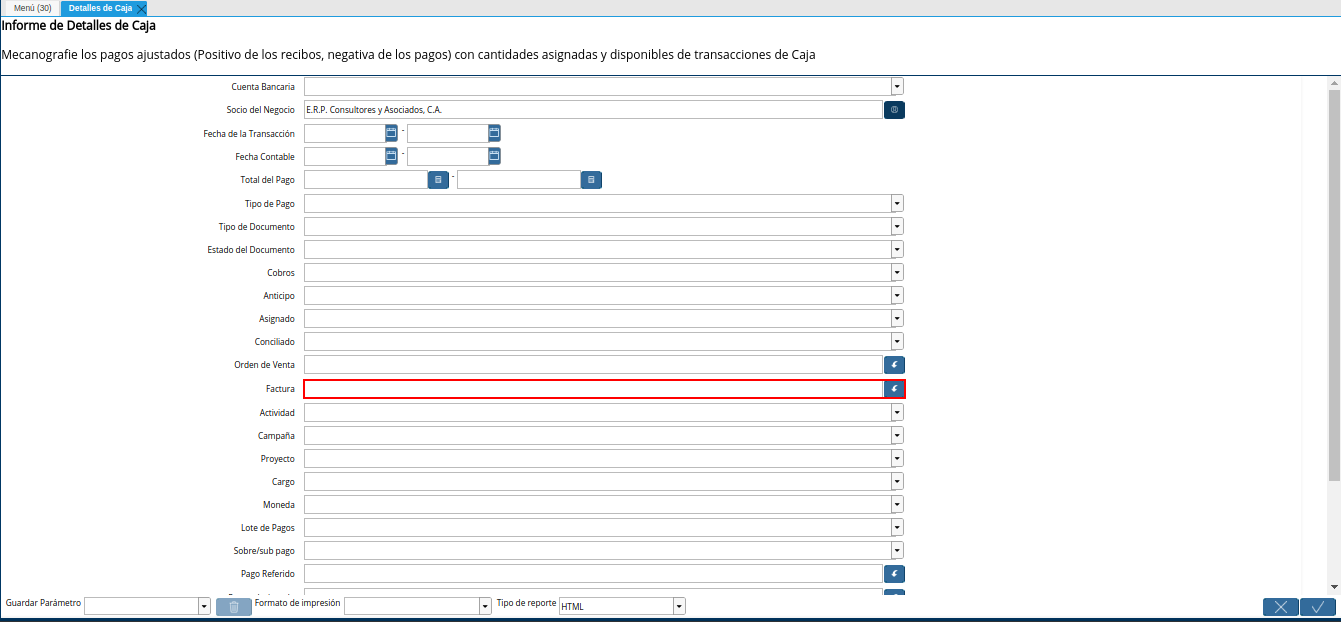 Menú (30)
Detalles de Caja
Informe de Detalles de Caja
Mecanografie los pagos ajustados (Positivo de los recibos, negativa de los pagos) con cantidades asignadas y disponibles de transacciones de Caja
Cuenta Bancaria
Socio del Negocio E.R.P. Consultores y Asociados, C.A.
Fecha de la Transacción -
Fecha Contable -
Total del Pago -
Tipo de Pago
Tipo de Documento
Estado del Documento
Cobros
Anticipo
Asignado
Conciliado
Orden de Venta
Factura
Actividad
Campaña
Proyecto
Cargo
Moneda
Lote de Pagos
Sobre/sub pago
Pago Referido
Guardar Parámetro Formato de impresión Tipo de reporte HTML